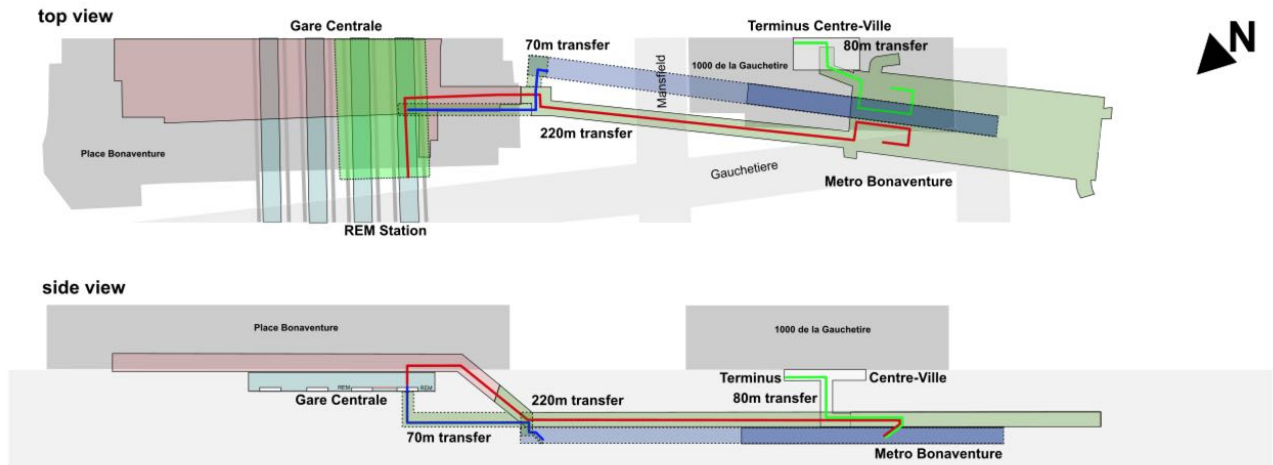 top view
Gare Centrale
Terminus Centre-Ville
N
70m transfer
80m transfer
1000 de la Gauchetire
Mansfield
220m transfer
Place Bonaventure
Gauchetiere
Metro Bonaventure
REM Station
side view
Place Bonaventure
1000 de la Gauchetire
REM
REM
Terminus
Centre-Ville
Gare Centrale
220m transfer
80m transfer
70m transfer
Metro Bonaventure